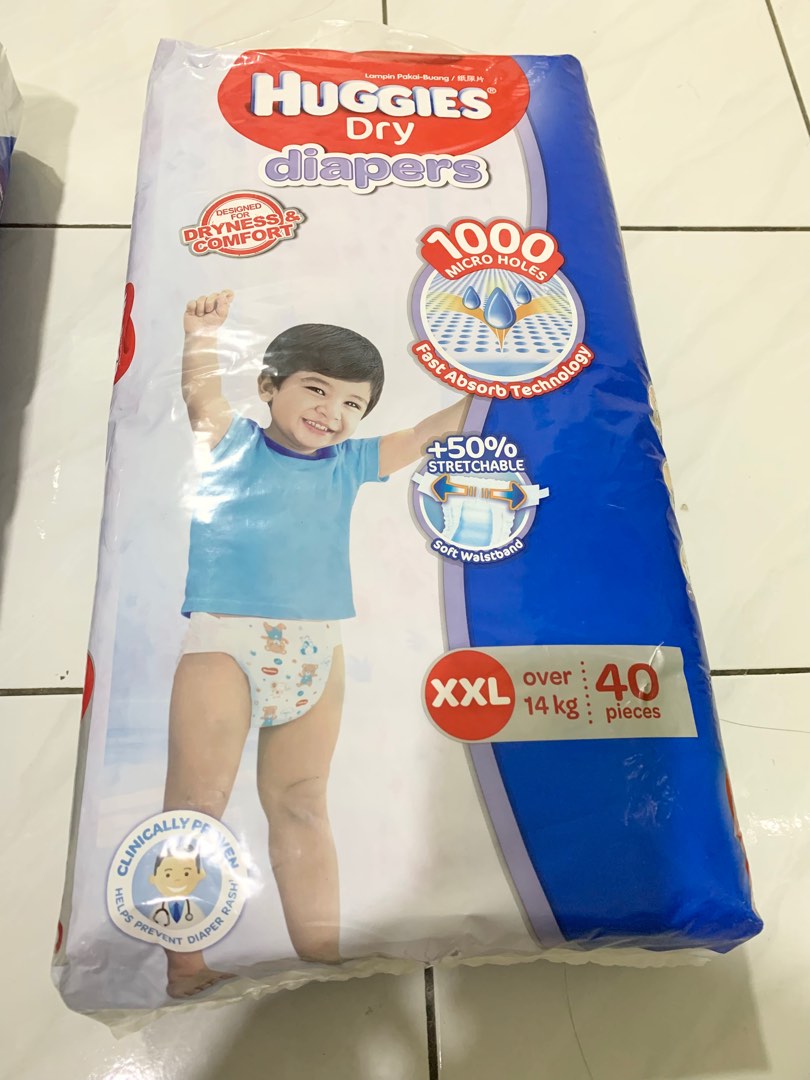 Lampin Pakai-Buang / 纸尿片
HUGGIES®
Dry
diapers
DESIGNED
FOR
DRYNESS &
COMFORT
1000
MICRO HOLES
Fast Absorb Technology
+50%
STRETCHABLE
Soft Waistband
XXL
over
14 kg
40
pieces
CLINICALLY PROVEN
HELPS PREVENT DIAPER RASH